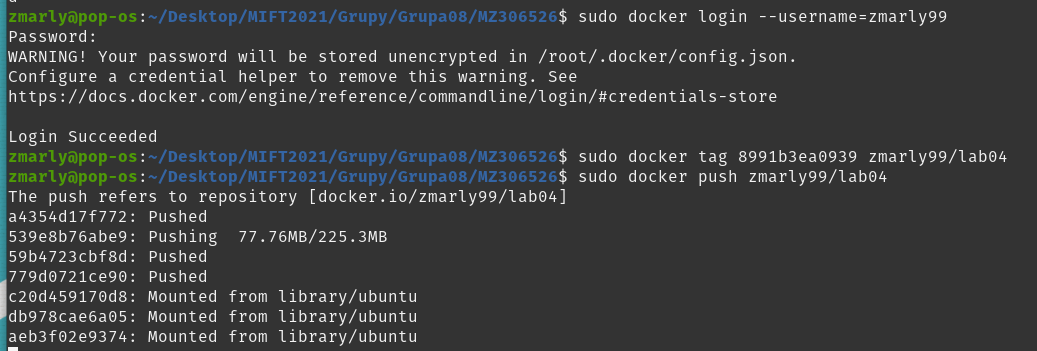 zmarly@pop-os:~/Desktop/MIFT2021/Grupy/Grupa08/MZ306526$ sudo docker login --username=zmarly99
Password:
WARNING! Your password will be stored unencrypted in /root/.docker/config.json.
Configure a credential helper to remove this warning. See
https://docs.docker.com/engine/reference/commandline/login/#credentials-store

Login Succeeded
zmarly@pop-os:~/Desktop/MIFT2021/Grupy/Grupa08/MZ306526$ sudo docker tag 8991b3ea0939 zmarly99/lab04
zmarly@pop-os:~/Desktop/MIFT2021/Grupy/Grupa08/MZ306526$ sudo docker push zmarly99/lab04
The push refers to repository [docker.io/zmarly99/lab04]
a4354d17f772: Pushed
539e8b76abe9: Pushing  77.76MB/225.3MB
59b4723cbf8d: Pushed
779d0721ce90: Pushed
c20d459170d8: Mounted from library/ubuntu
db978cae6a05: Mounted from library/ubuntu
aeb3f02e9374: Mounted from library/ubuntu